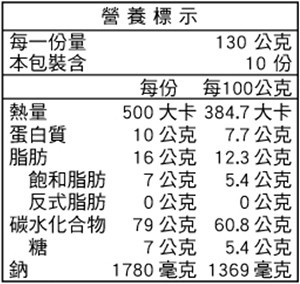 營養標示
每一份量 130 公克
本包裝含 10 份
每份 每100公克
熱量 500 大卡 384.7 大卡
蛋白質 10 公克 7.7 公克
脂肪 16 公克 12.3 公克
飽和脂肪 7 公克 5.4 公克
反式脂肪 0 公克 0 公克
碳水化合物 79 公克 60.8 公克
糖 7 公克 5.4 公克
鈉 1780 毫克 1369 毫克